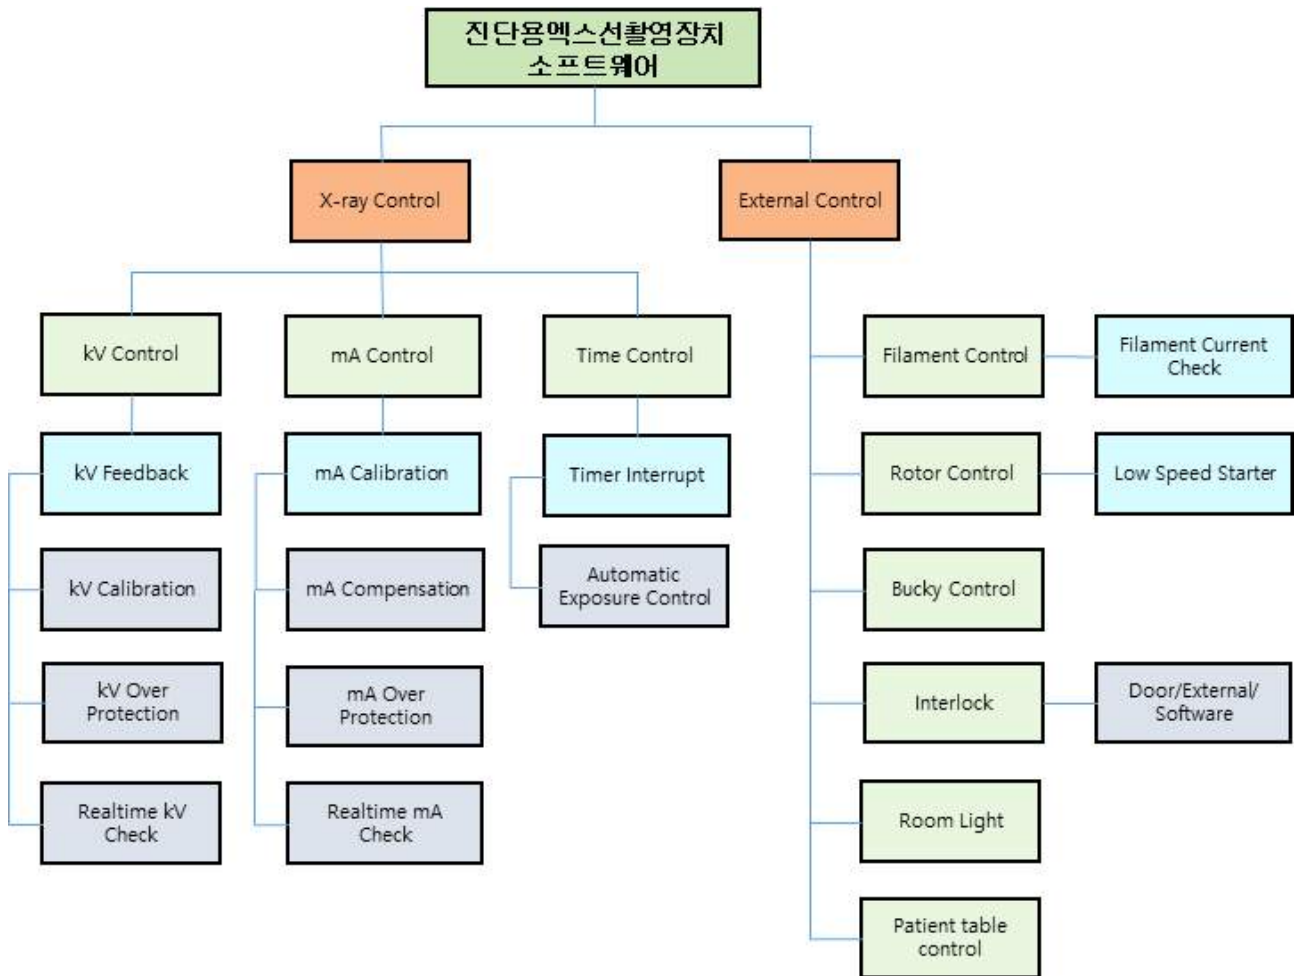 진단용엑스선촬영장치
소프트웨어
X-ray Control
External Control
kV Control
mA Control
Time Control
Filament Control
Filament Current
Check
kV Feedback
mA Calibration
Timer Interrupt
Rotor Control
Low Speed Starter
kV Calibration
mA Compensation
Automatic
Exposure Control
Bucky Control
kV Over
Protection
mA Over
Protection
Interlock
Door/External/
Software
Realtime kV
Check
Realtime mA
Check
Room Light
Patient table
control